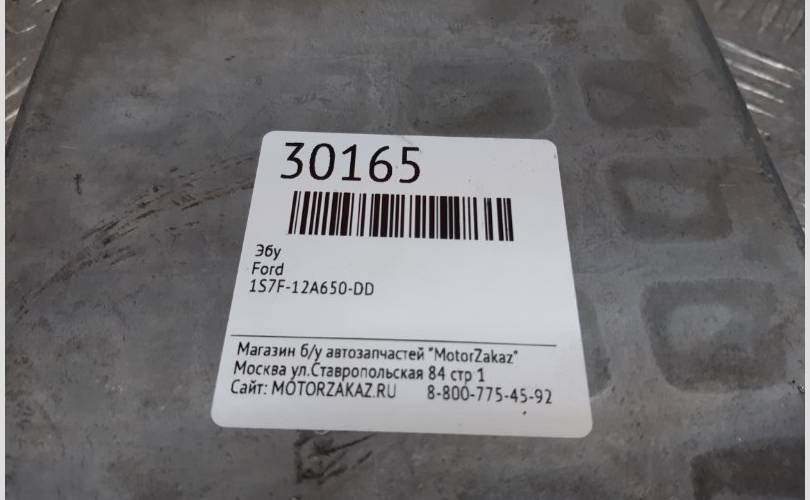 30165
Эбу
Ford
1S7F-12A650-DD
Магазин б/у автозапчастей "MotorZakaz"
Москва ул.Ставропольская 84 стр 1
Сайт: MOTORZAKAZ.RU 8-800-775-45-92